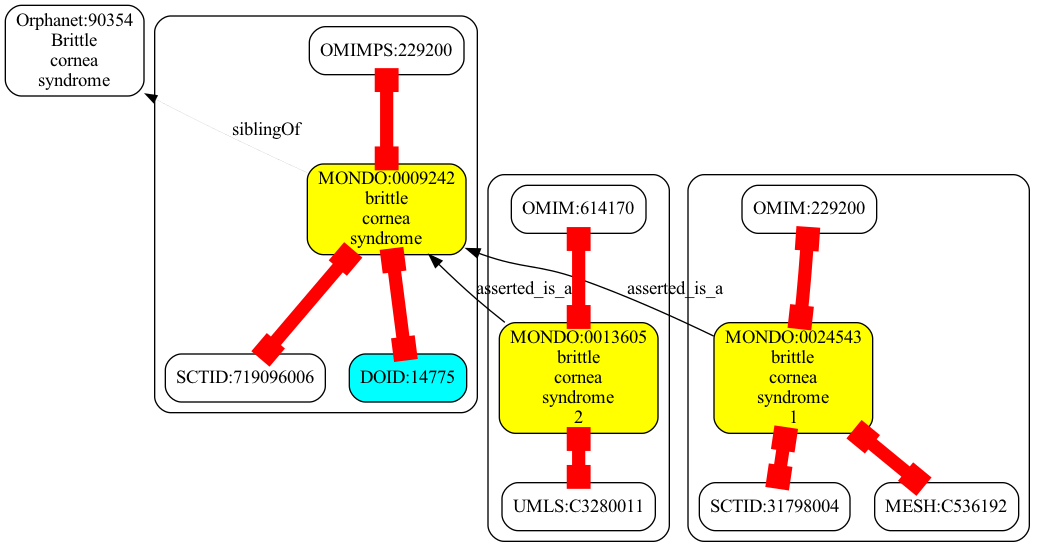 Orphanet:90354
Brittle
cornea
syndrome
OMIMPS:229200
siblingOf
MONDO:0009242
brittle
cornea
syndrome
OMIM:614170
OMIM:229200
asserted_is_a
asserted_is_a
SCTID:719096006
DOID:14775
MONDO:0013605
brittle
cornea
syndrome
2
MONDO:0024543
brittle
cornea
syndrome
1
UMLS:C3280011
SCTID:31798004
MESH:C536192